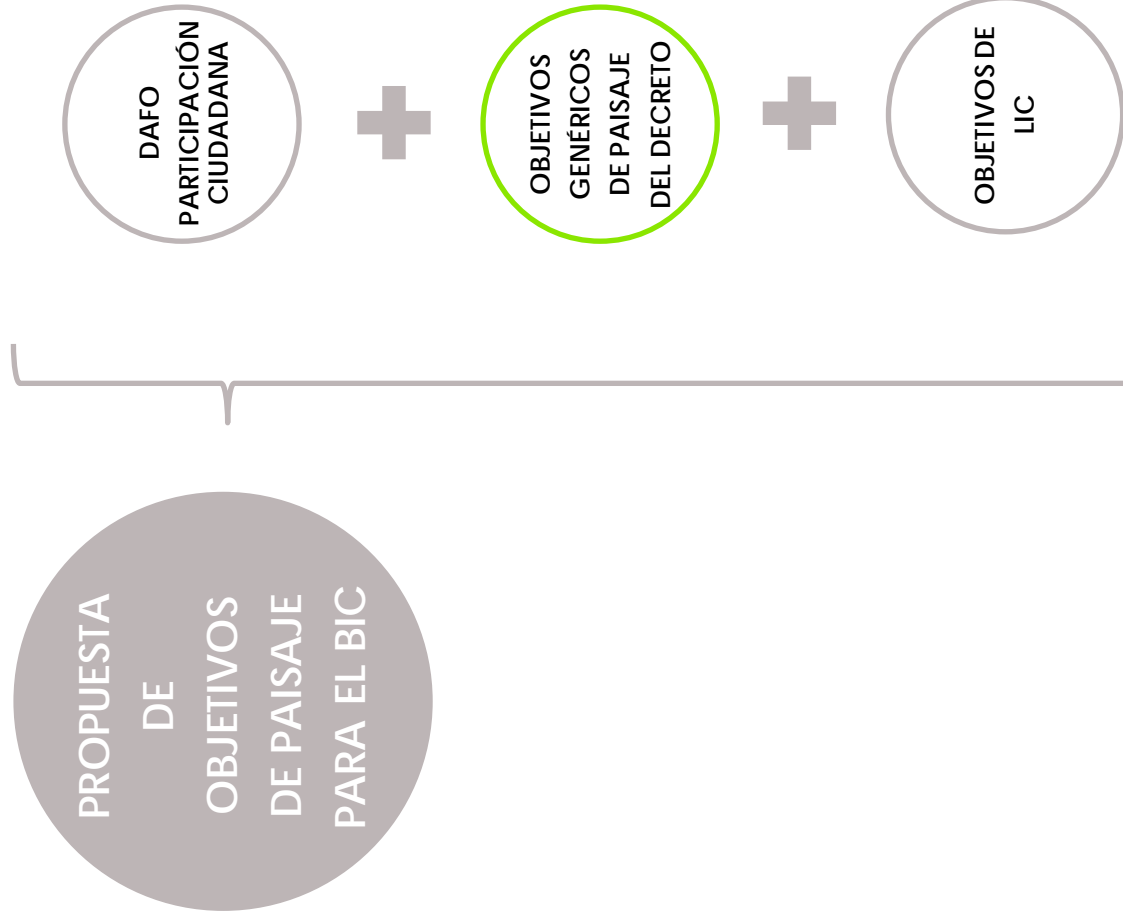 DAFO
PARTICIPACIÓN
CIUDADANA
OBJETIVOS
GENÉRICOS
DE PAISAJE
DEL DECRETO
OBJETIVOS DE
LIC
PROPUESTA
DE
OBJETIVOS
DE PAISAJE
PARA EL BIC